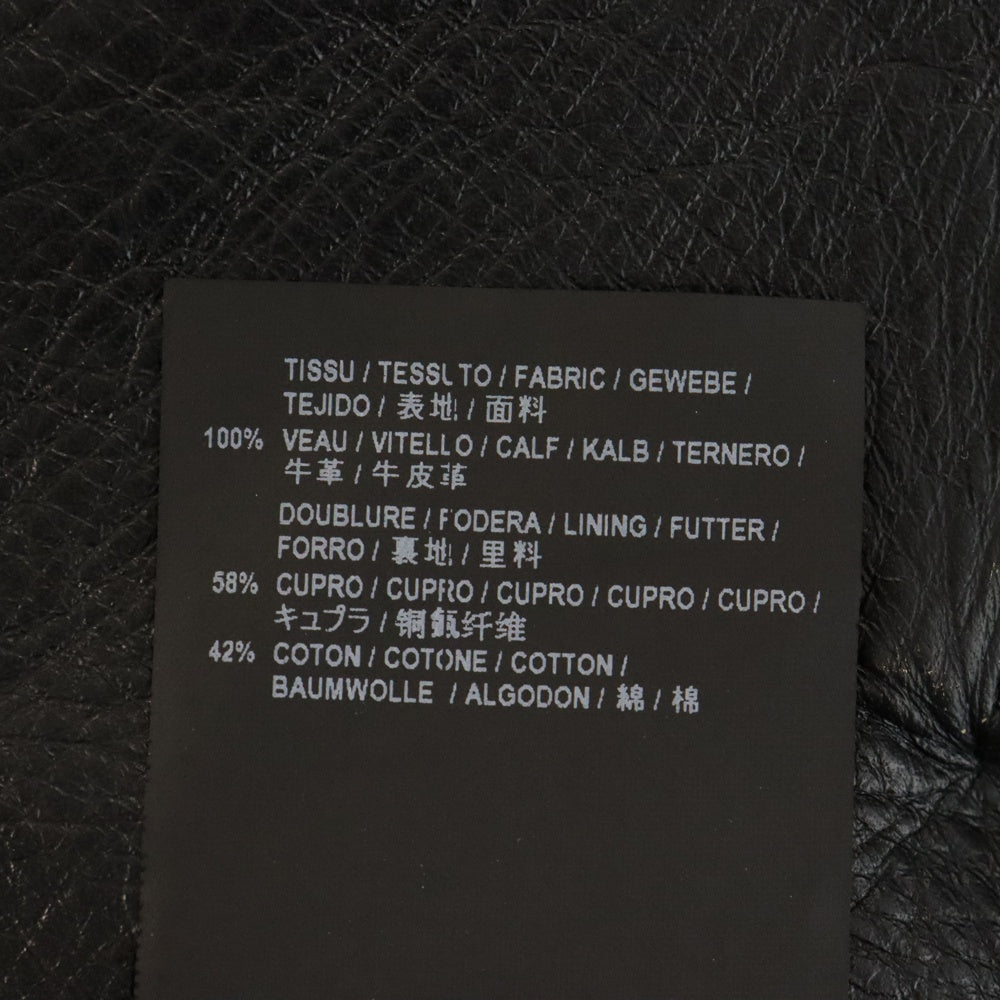 TISSU / TESSUTO / FABRIC / GEWEBE /
TEJIDO / 表地 / 面料
100% VEAU / VITELLO / CALF / KALB / TERNERO /
牛革 / 牛皮革
DOUBLURE / FODERA / LINING / FUTTER /
FORRO / 裏地 / 里料
58% CUPRO / CUPRO / CUPRO / CUPRO / CUPRO /
キュプラ / 铜氨纤维
42% COTON / COTONE / COTTON /
BAUMWOLLE / ALGODON / 綿 / 棉